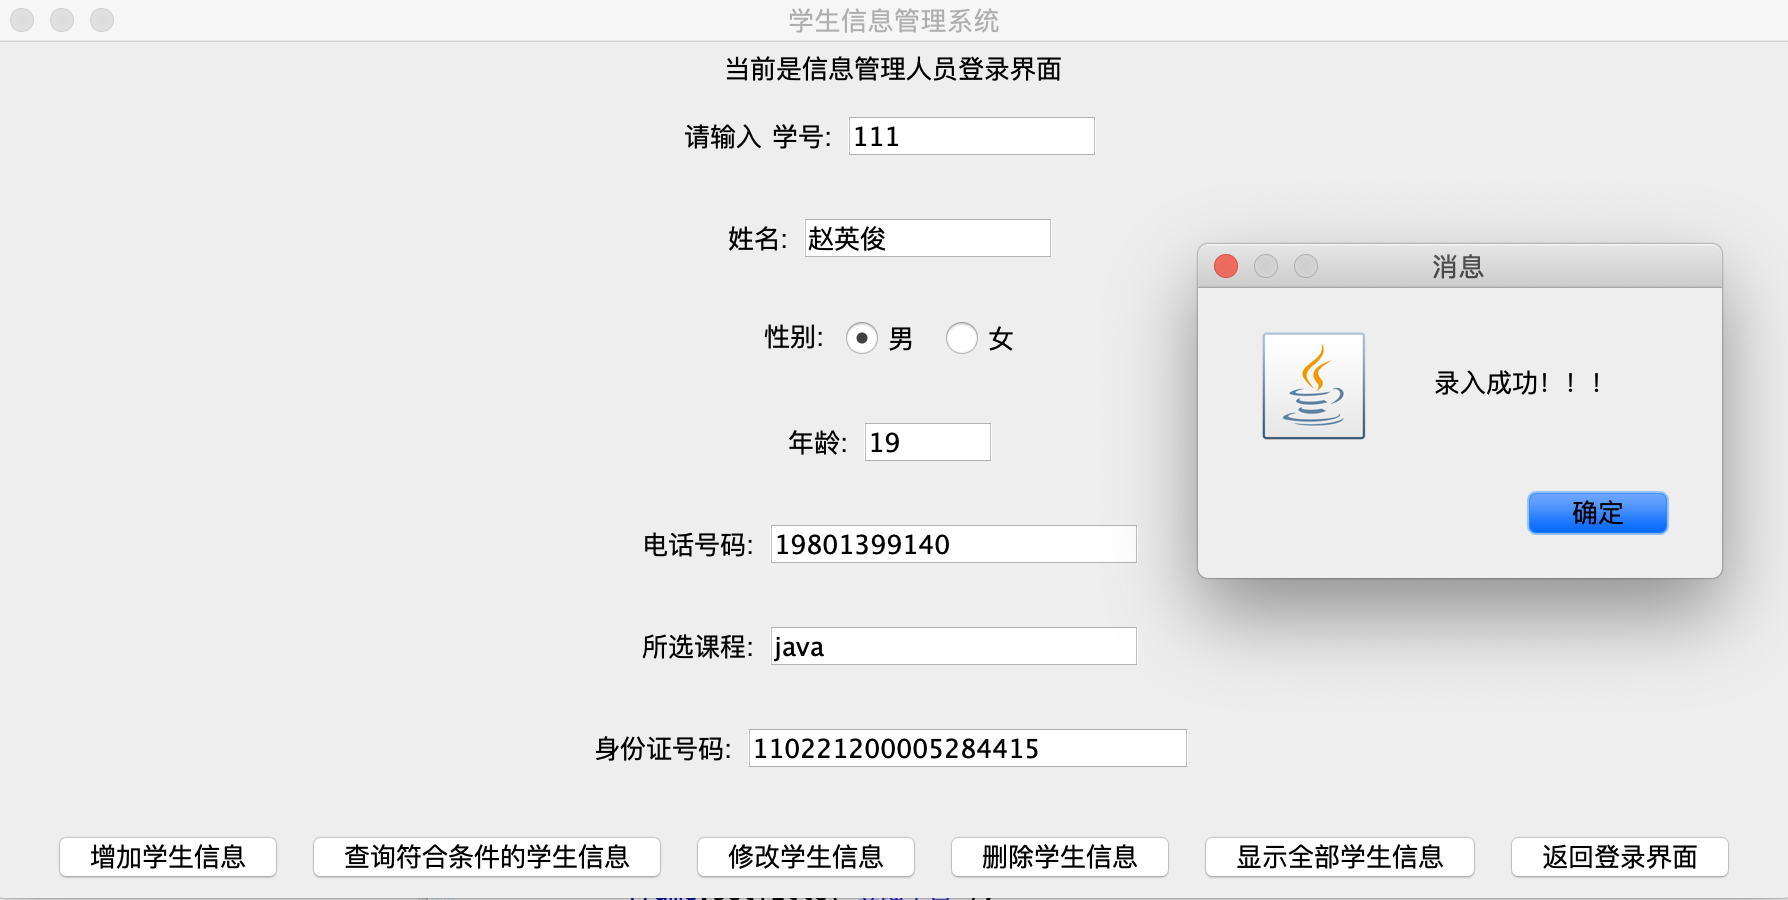 学生信息管理系统
当前是信息管理人员登录界面
请输入 学号: 111
姓名: 赵英俊
性别: 男 女
年龄: 19
电话号码: 19801399140
所选课程: java
身份证号码: 110221200005284415
消息
录入成功！！！
确定
增加学生信息 查询符合条件的学生信息 修改学生信息 删除学生信息 显示全部学生信息 返回登录界面